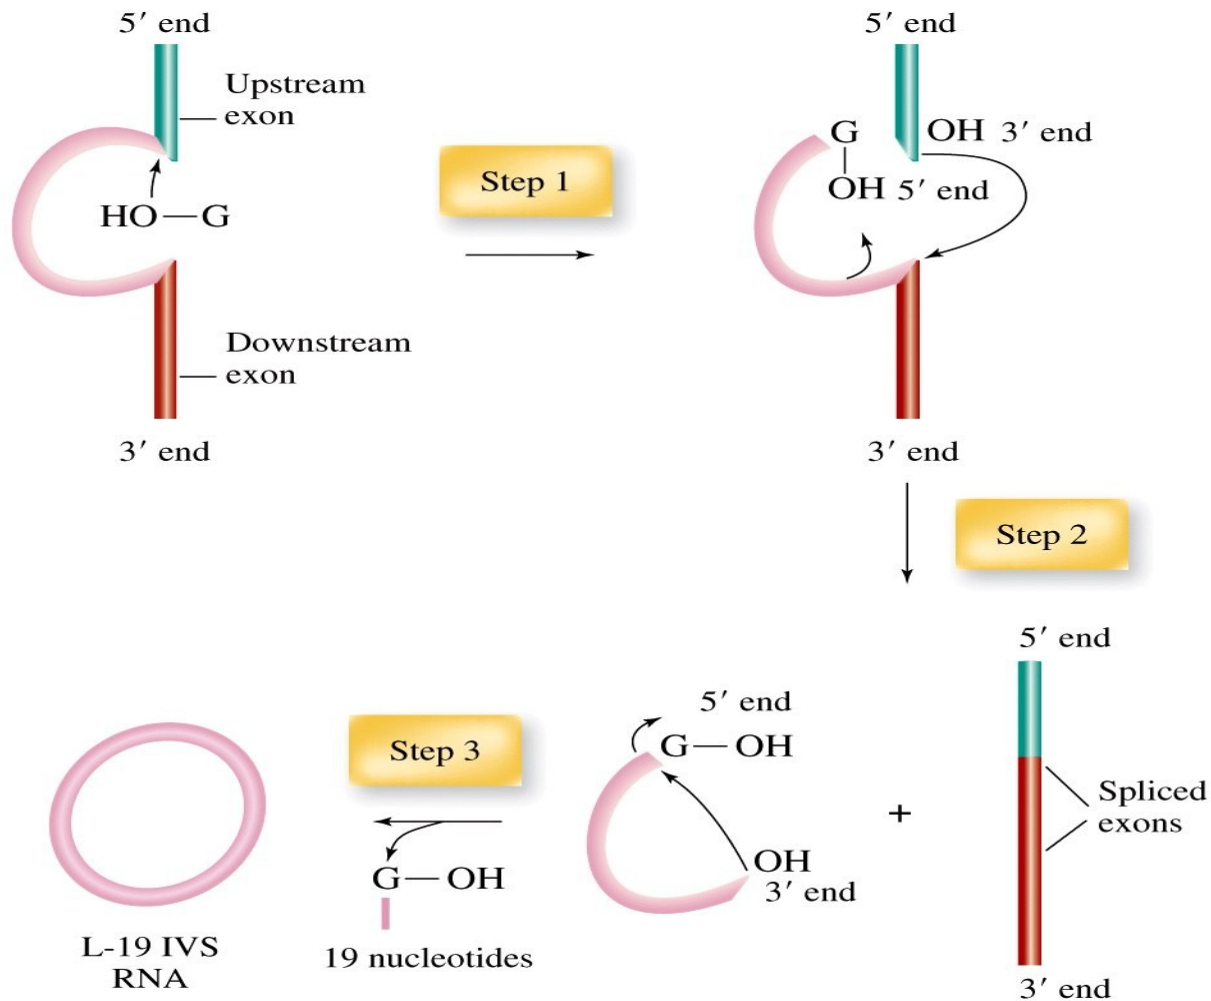 5′ end
Upstream
exon
HO—G
Downstream
exon
3′ end
Step 1
5′ end
G
OH 3′ end
OH 5′ end
3′ end
Step 2
5′ end
Spliced
exons
3′ end
+
5′ end
G—OH
OH
3′ end
Step 3
G—OH
19 nucleotides
L-19 IVS
RNA